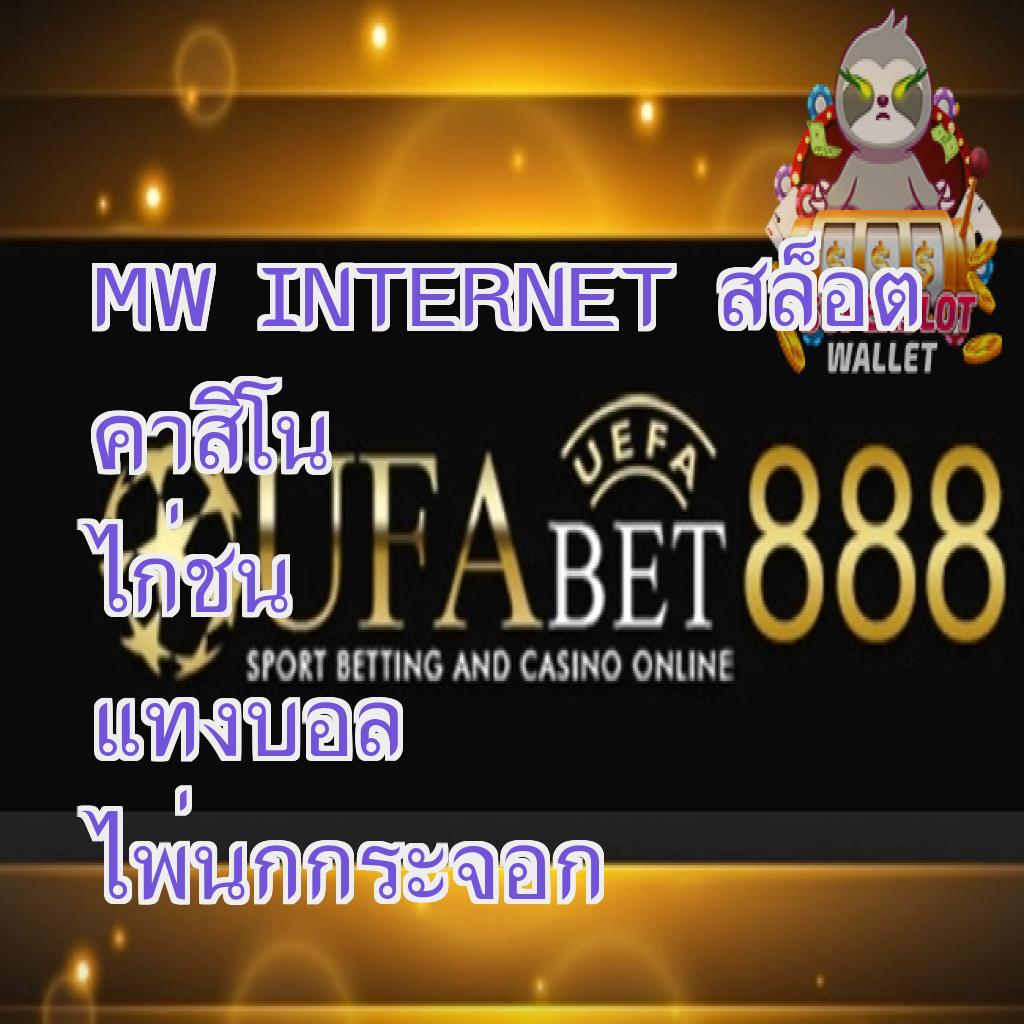 MW INTERNET สล็อต
WALLET
คาสิโน
UEFA
UFABET888
ไก่ชน
SPORT BETTING AND CASINO ONLINE
แทงบอล
ไพ่นกกระจอก